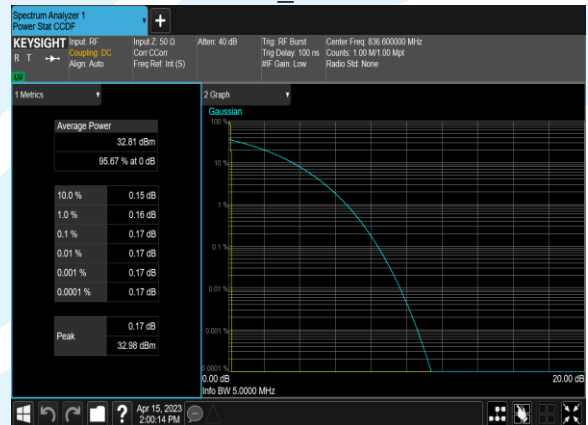 Spectrum Analyzer 1
Power Stat CCDF
+
KEYSIGHT
R T
LNI
Input: RF
Coupling: DC
Align: Auto
Input Z: 50 Ω
Corr CCorr
Freq Ref: Int (S)
Atten: 40 dB
Trig: RF Burst
Trig Delay: 100 ns
#IF Gain: Low
Center Freq: 836.600000 MHz
Counts: 1.00 M/1.00 Mpt
Radio Std: None
1 Metrics
Average Power
32.81 dBm
95.67 % at 0 dB
10.0 % 0.15 dB
1.0 % 0.16 dB
0.1 % 0.17 dB
0.01 % 0.17 dB
0.001 % 0.17 dB
0.0001 % 0.17 dB
Peak
0.17 dB
32.98 dBm
2 Graph
Gaussian
100 %
10 %
1 %
0.1 %
0.01 %
0.001 %
0.0001 %
0.00 dB 20.00 dB
Info BW 5.0000 MHz
? Apr 15, 2023
2:00:14 PM